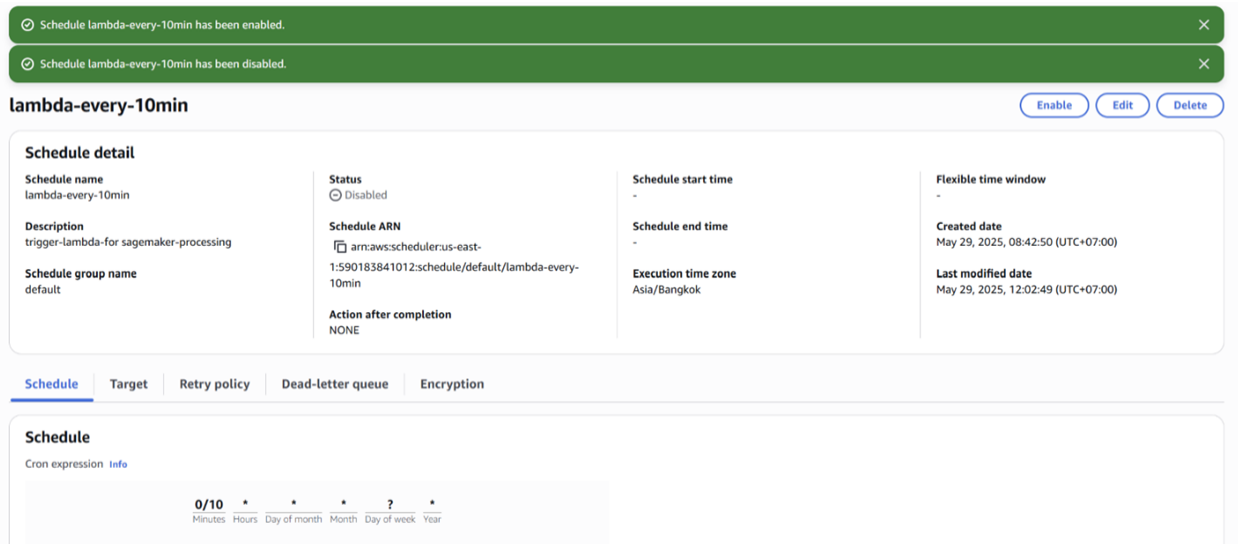 Schedule lambda-every-10min has been enabled.
Schedule lambda-every-10min has been disabled.
lambda-every-10min
Enable
Edit
Delete
Schedule detail
Schedule name
lambda-every-10min
Description
trigger-lambda-for sagemaker-processing
Schedule group name
default
Status
Disabled
Schedule ARN
arn:aws:scheduler:us-east-
1:590183841012:schedule/default/lambda-every-
10min
Action after completion
NONE
Schedule start time
-
Schedule end time
-
Execution time zone
Asia/Bangkok
Flexible time window
-
Created date
May 29, 2025, 08:42:50 (UTC+07:00)
Last modified date
May 29, 2025, 12:02:49 (UTC+07:00)
Schedule
Target
Retry policy
Dead-letter queue
Encryption
Schedule
Cron expression Info
0/10 * * * ? *
Minutes Hours Day of month Month Day of week Year